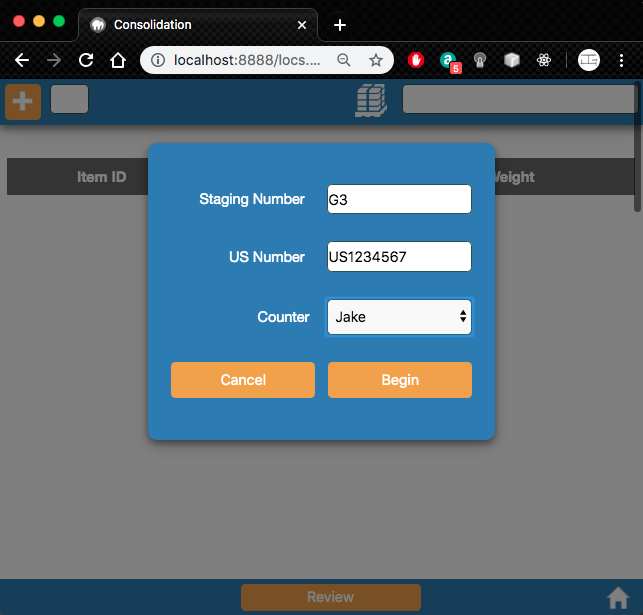 Consolidation
localhost:8888/locs....
5
Item ID
Weight
Staging Number
G3
US Number
US1234567
Counter
Jake
Cancel
Begin
Review